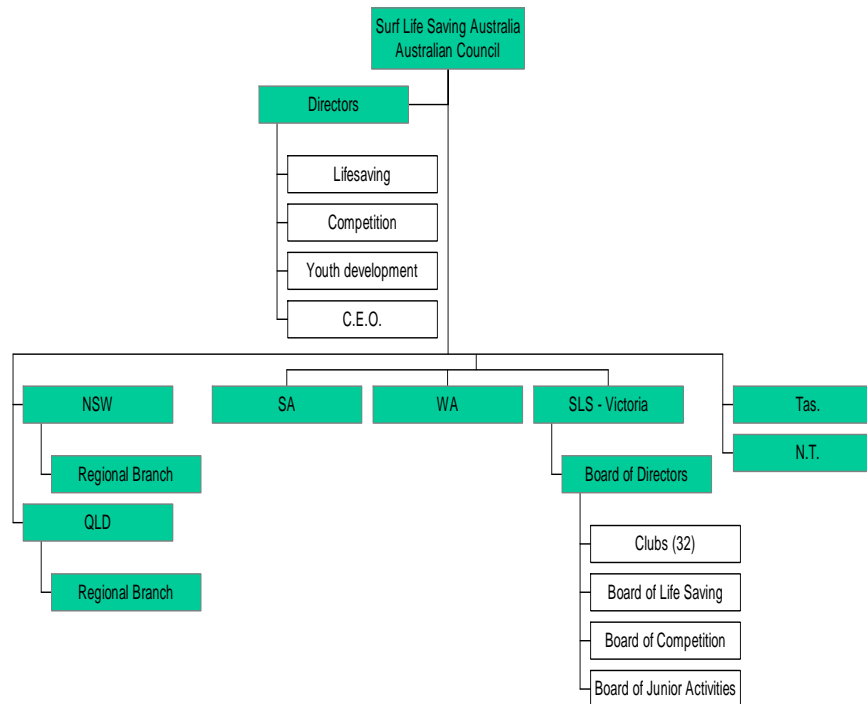 Surf Life Saving Australia
Australian Council
Directors
Lifesaving
Competition
Youth development
C.E.O.
NSW
SA
WA
SLS - Victoria
Tas.
N.T.
Regional Branch
Board of Directors
QLD
Clubs (32)
Regional Branch
Board of Life Saving
Board of Competition
Board of Junior Activities